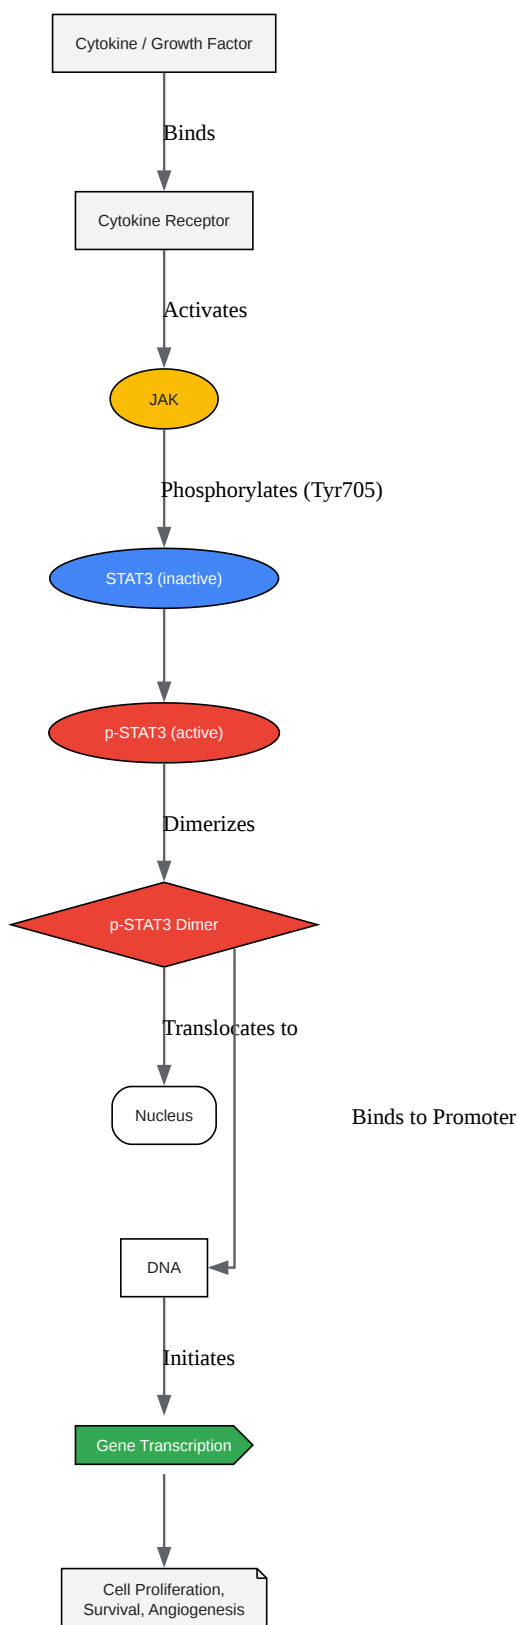 Cytokine / Growth Factor
Binds
Cytokine Receptor
Activates
JAK
Phosphorylates (Tyr705)
STAT3 (inactive)
p-STAT3 (active)
Dimerizes
p-STAT3 Dimer
Translocates to
Nucleus
Binds to Promoter
DNA
Initiates
Gene Transcription
Cell Proliferation,
Survival, Angiogenesis